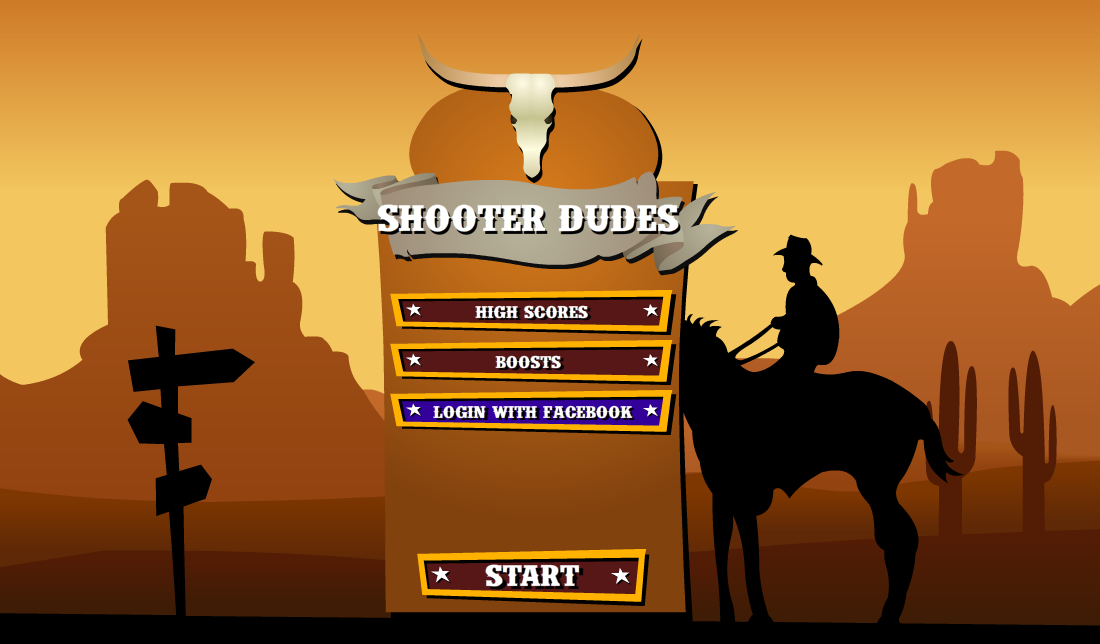 SHOOTER DUDES
HIGH SCORES
BOOSTS
LOGIN WITH FACEBOOK
START